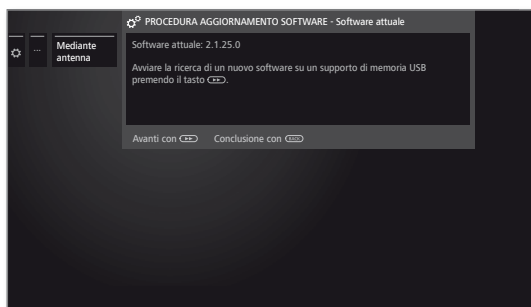 PROCEDURA AGGIORNAMENTO SOFTWARE - Software attuale
... Mediante
antenna
Software attuale: 2.1.25.0
Avviare la ricerca di un nuovo software su un supporto di memoria USB
premendo il tasto ▶▶.
Avanti con ▶▶ Conclusione con BACK